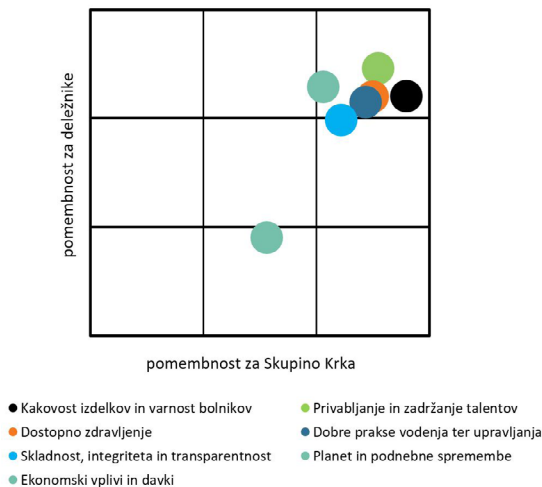 pomembnost za deležnike
pomembnost za Skupino Krka
Kakovost izdelkov in varnost bolnikov
Privabljanje in zadržanje talentov
Dostopno zdravljenje
Dobre prakse vodenja ter upravljanja
Skladnost, integriteta in transparentnost
Planet in podnebne spremembe
Ekonomski vplivi in davki